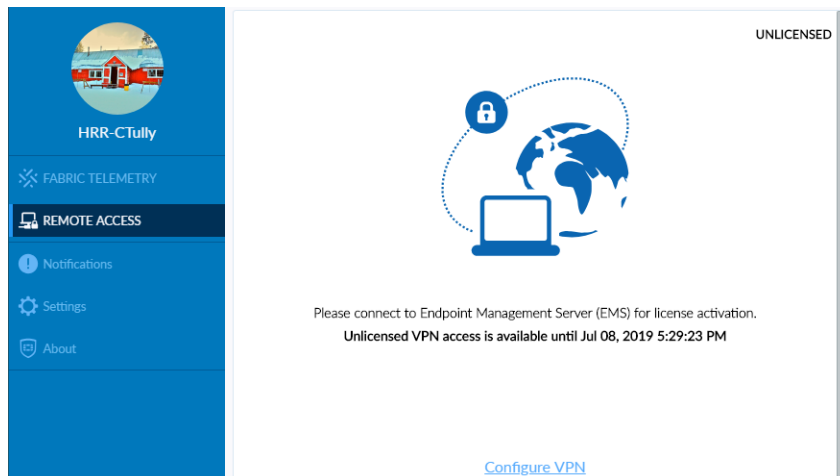 HRR-CTully
FABRIC TELEMETRY
REMOTE ACCESS
Notifications
Settings
About
UNLICENSED
Please connect to Endpoint Management Server (EMS) for license activation.
Unlicensed VPN access is available until Jul 08, 2019 5:29:23 PM
Configure VPN